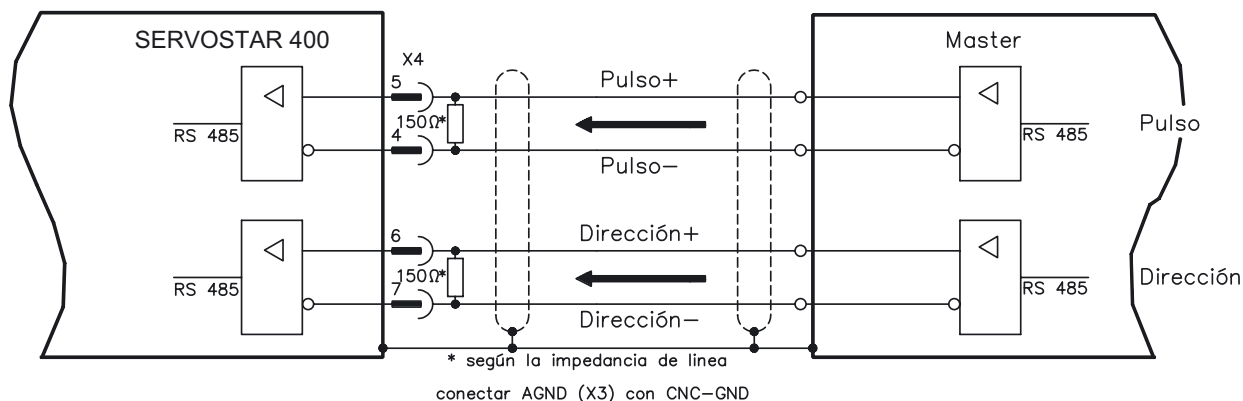 SERVOSTAR 400
Master
X4
5
Pulso+
150Ω*
RS 485
RS 485
Pulso
4
Pulso−
6
Dirección+
150Ω*
RS 485
RS 485
Dirección
7
Dirección−
* según la impedancia de linea
conectar AGND (X3) con CNC−GND